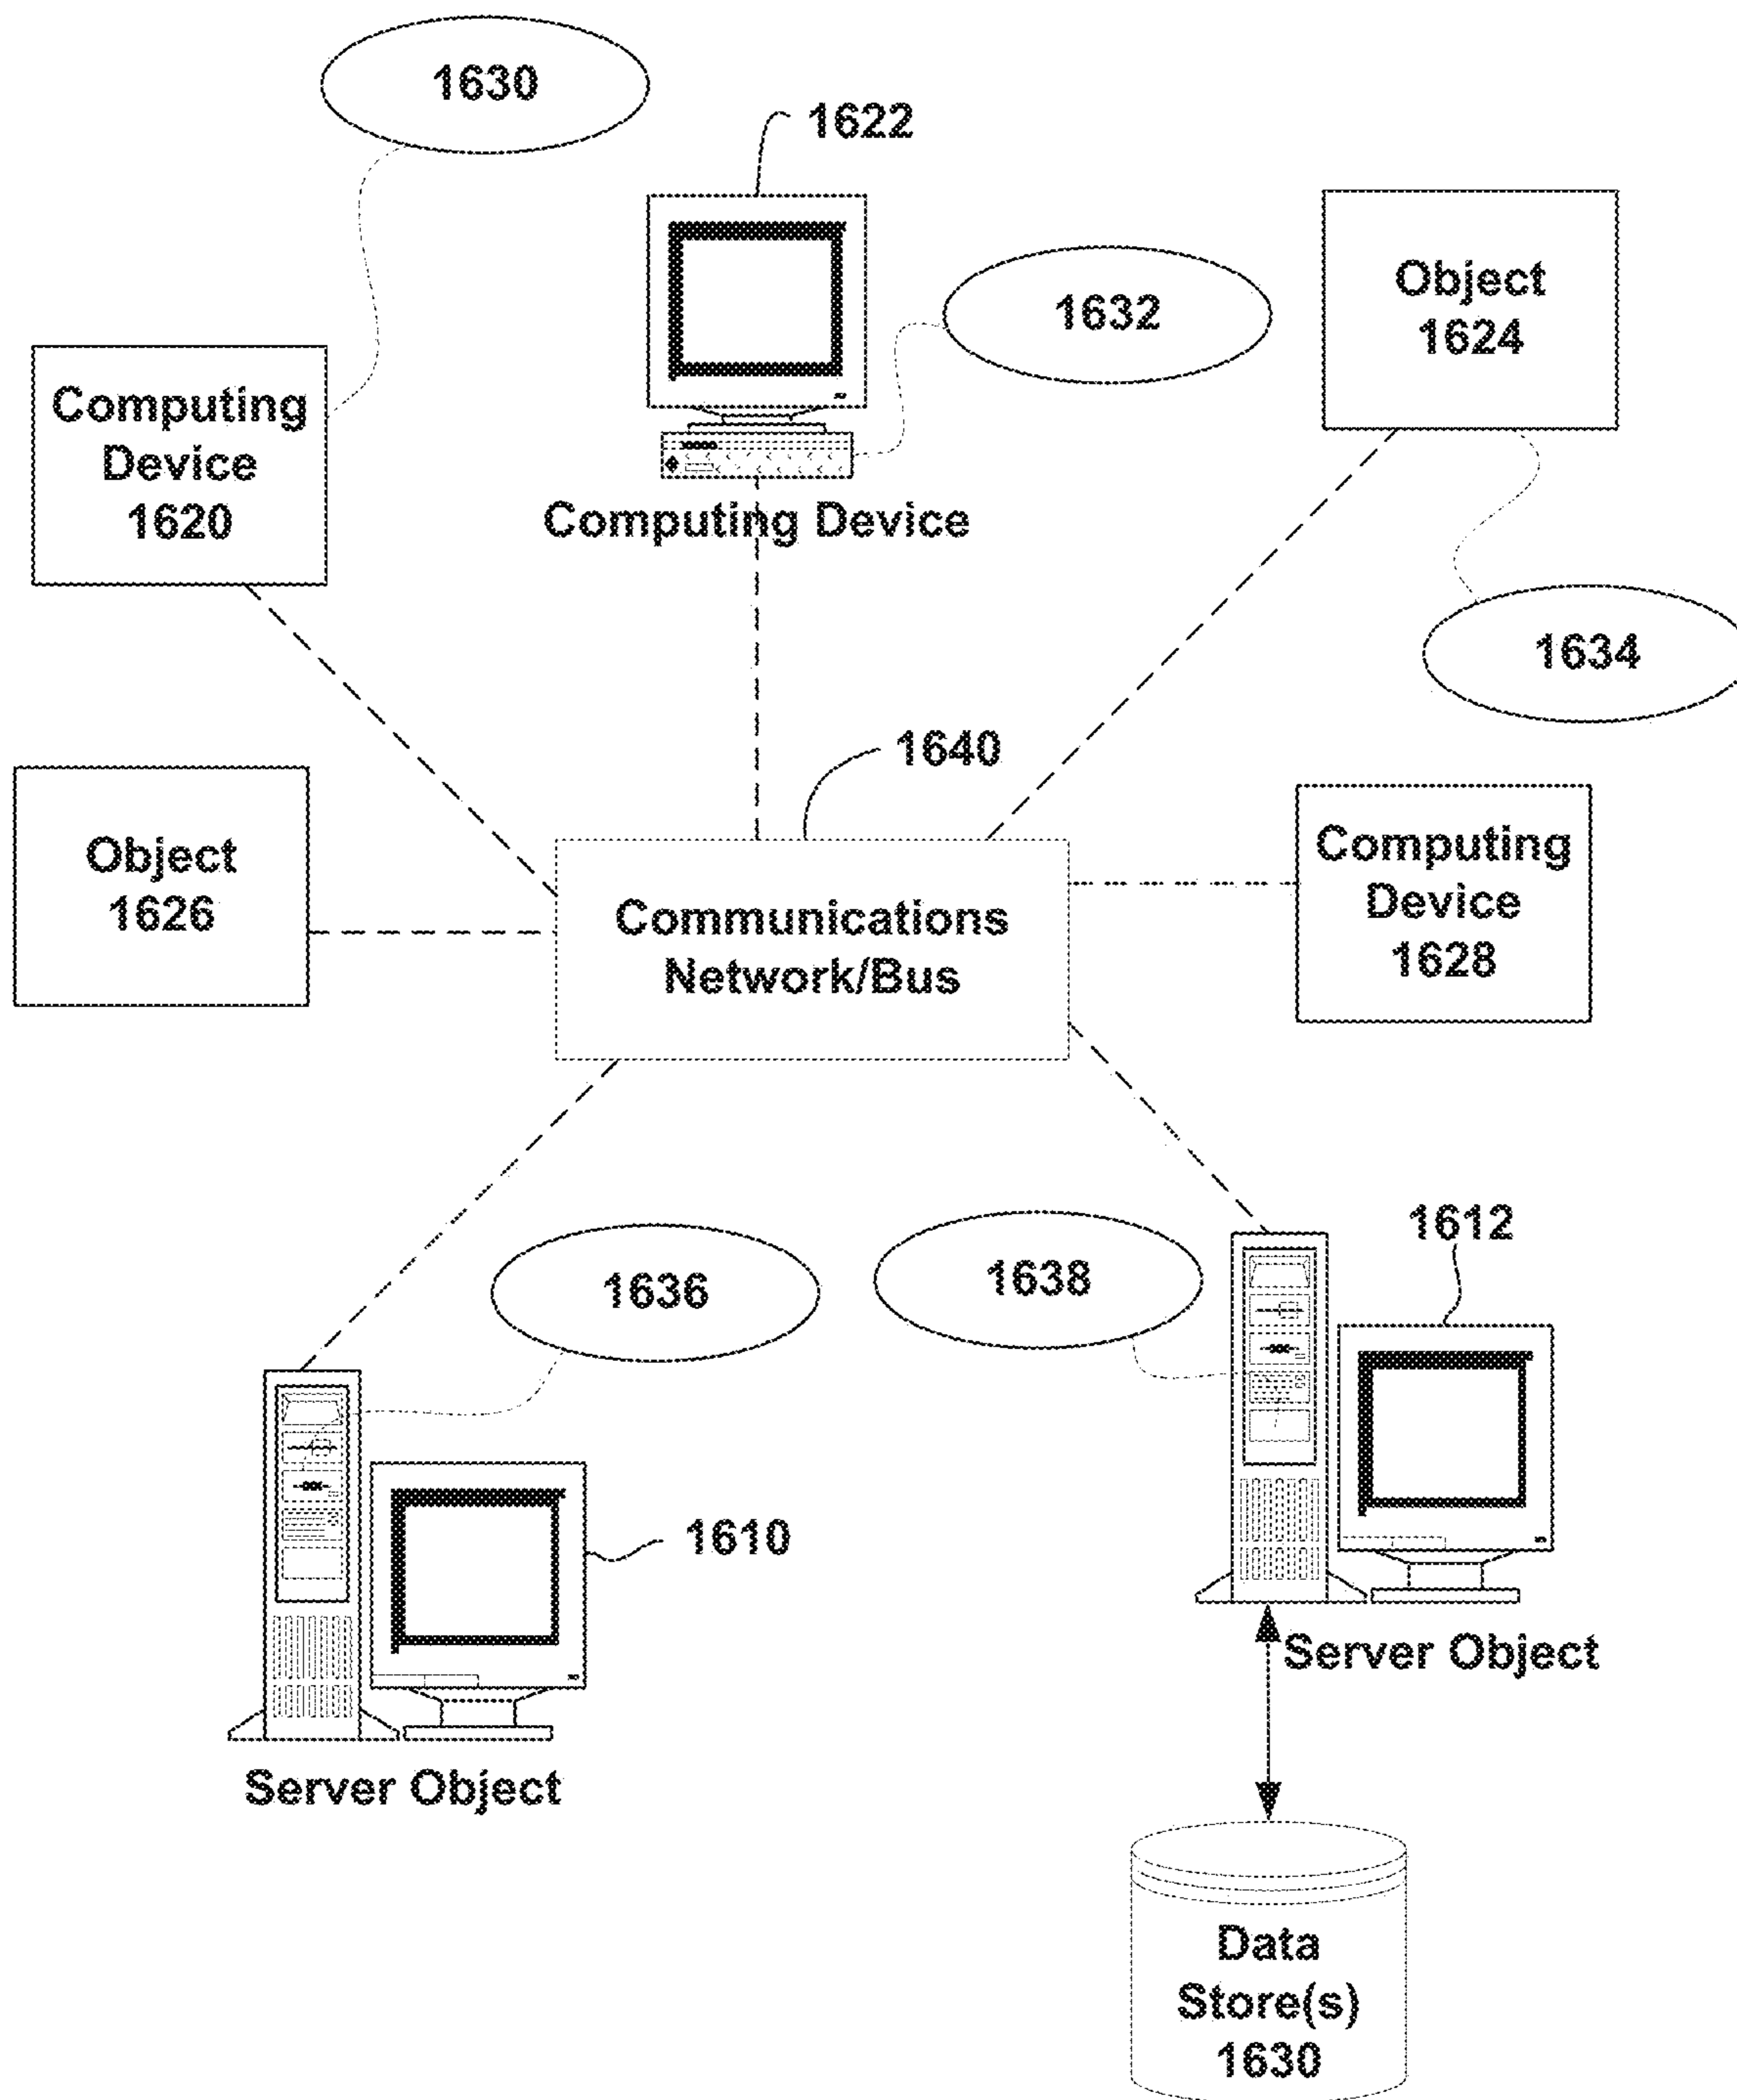 1630
1622
Object
1624
1632
Computing
Device
1620
Computing Device
1634
1640
Object
1626
Communications
Network/Bus
Computing
Device
1628
1636
1638
1612
1610
Server Object
Server Object
Data
Store(s)
1630